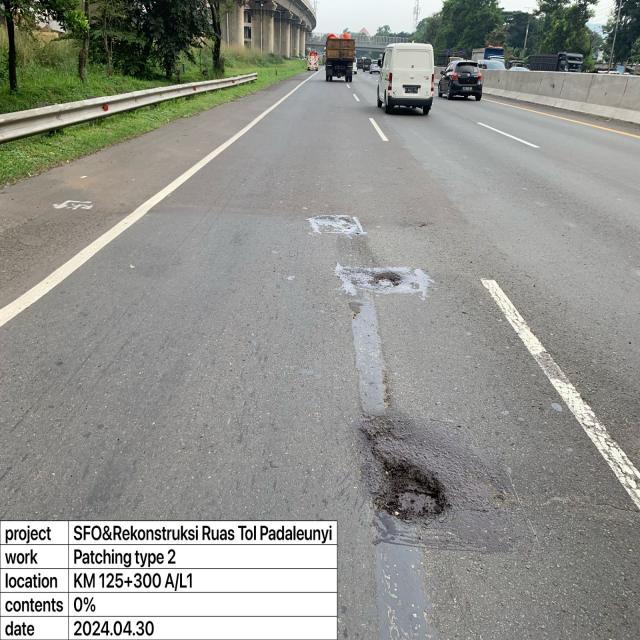 project SFO&Rekonstruksi Ruas Tol Padaleunyi
work Patching type 2
location KM 125+300 A/L1
contents 0%
date 2024.04.30